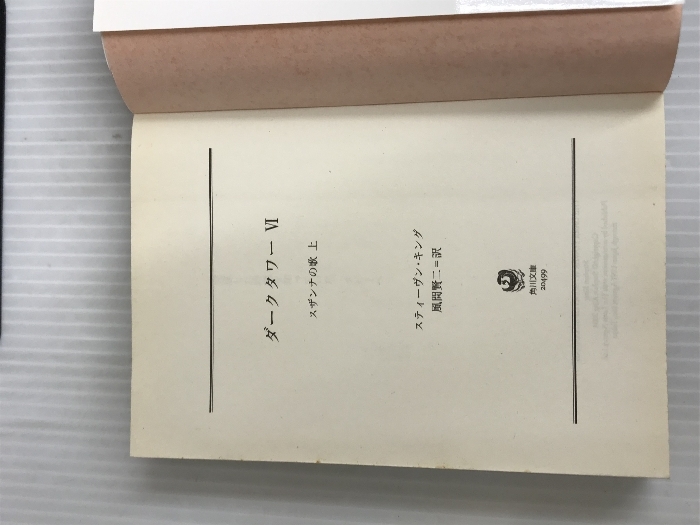 ダークタワー Ⅵ
スザンナの歌 上
スティーヴン・キング
風間賢二＝訳
角川文庫
20499